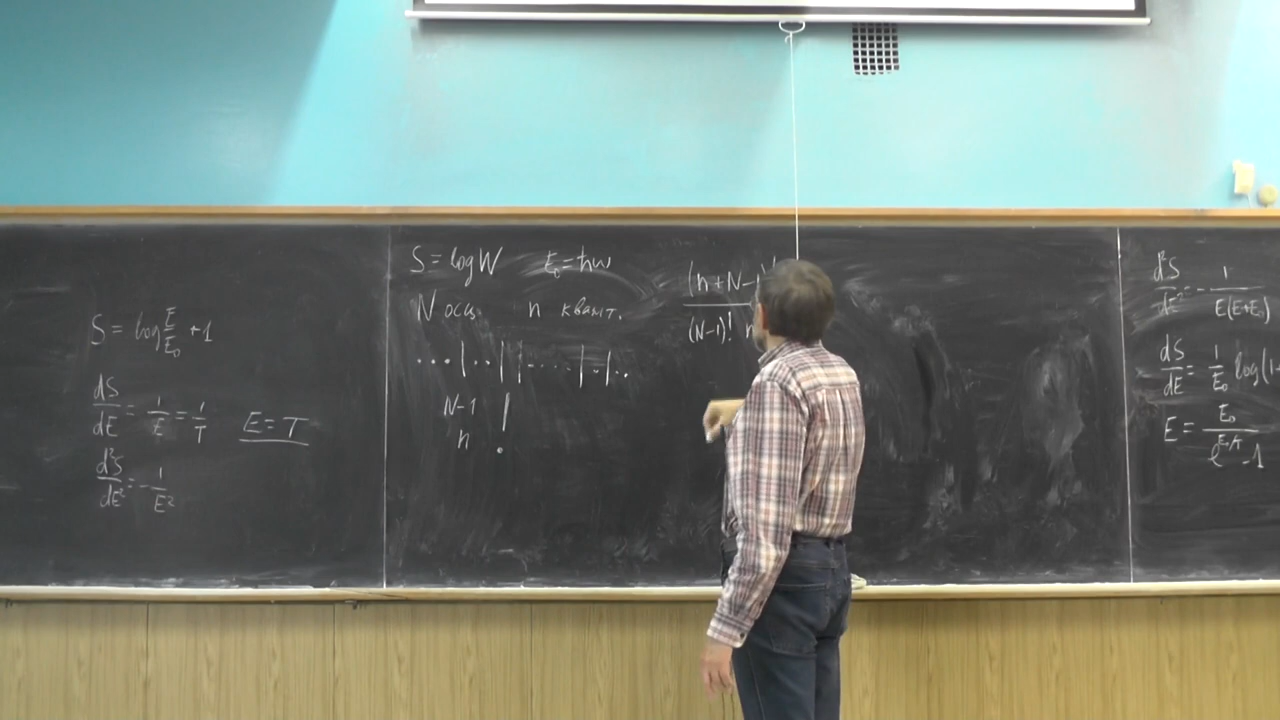 S = log E/E₀ + 1
dS/dE = 1/E = 1/T   E = T
d²S/dE² = - 1/E²
S = log W   E₀ = ħω
N осц.   n квант.
...|..||....|.|..
N-1
n
(n+N-1)!
(N-1)! n
d²S/dE² = - 1/E(E+E₀)
dS/dE = 1/E₀ log(1+
E = E₀/e^E₀/T -1